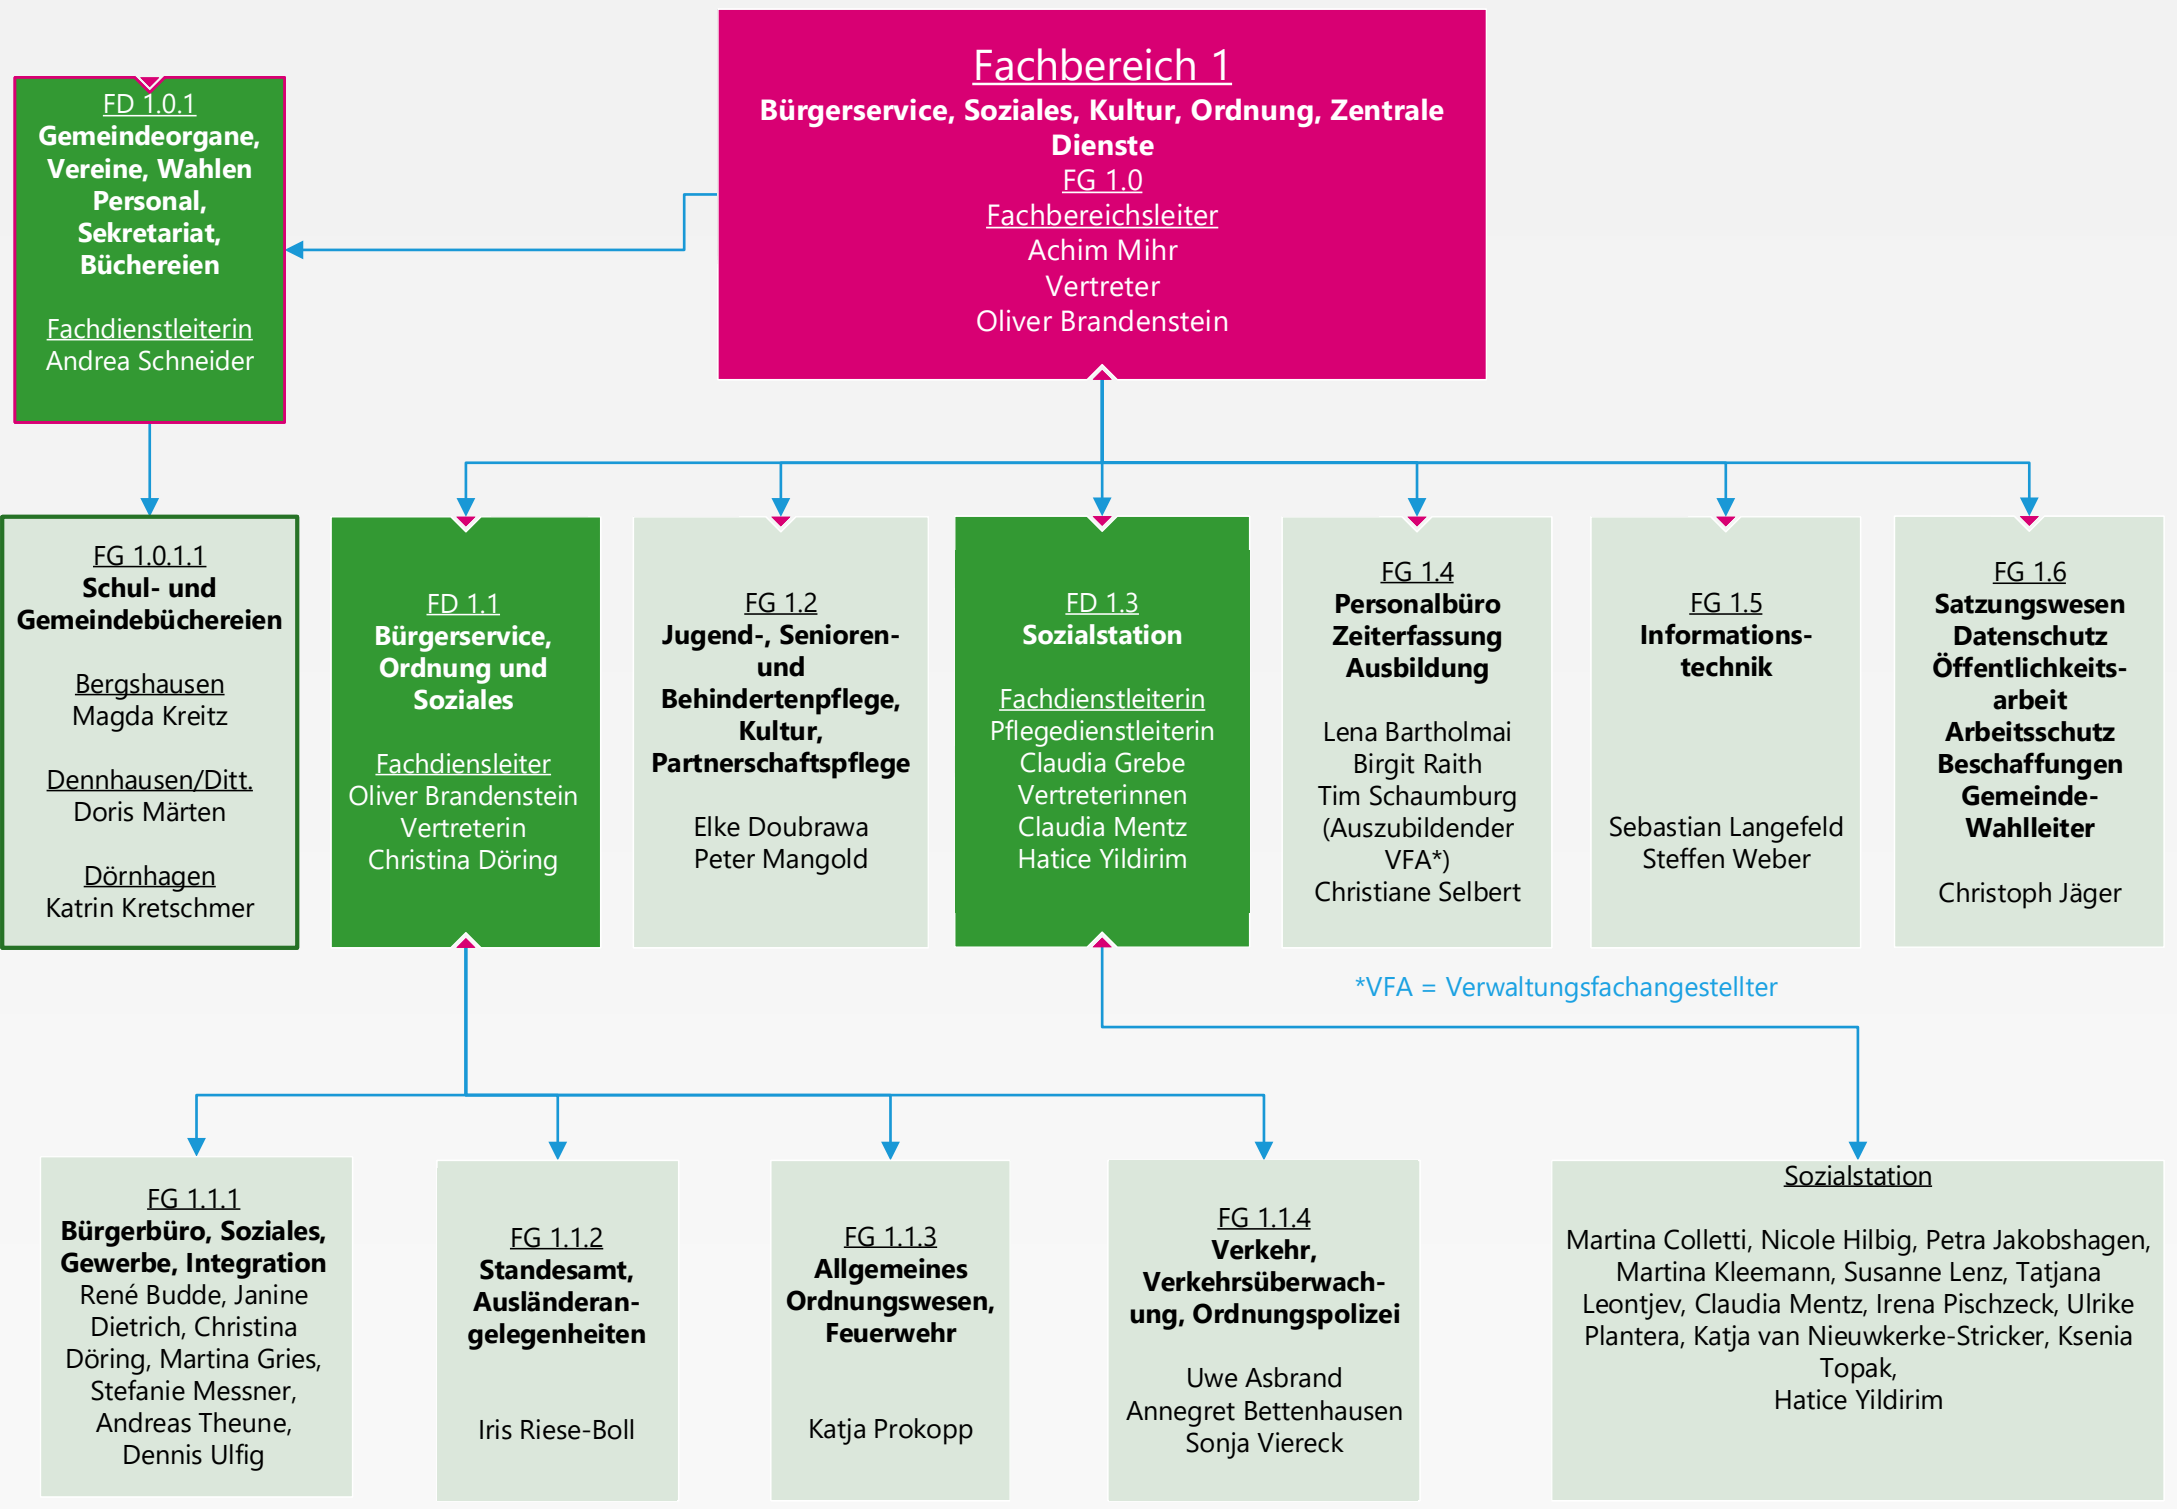 Fachbereich 1
Bürgerservice, Soziales, Kultur, Ordnung, Zentrale
Dienste
FG 1.0
Fachbereichsleiter
Achim Mihr
Vertreter
Oliver Brandenstein
FD 1.0.1
Gemeindeorgane,
Vereine, Wahlen
Personal,
Sekretariat,
Büchereien
Fachdienstleiterin
Andrea Schneider
FG 1.0.1.1
Schul- und
Gemeindebüchereien
Bergshausen
Magda Kreitz
Dennhausen/Ditt.
Doris Märten
Dörnhagen
Katrin Kretschmer
FD 1.1
Bürgerservice,
Ordnung und
Soziales
Fachdiensleiter
Oliver Brandenstein
Vertreterin
Christina Döring
FG 1.2
Jugend-, Senioren-
und
Behindertenpflege,
Kultur,
Partnerschaftspflege
Elke Doubrawa
Peter Mangold
FD 1.3
Sozialstation
Fachdienstleiterin
Pflegedienstleiterin
Claudia Grebe
Vertreterinnen
Claudia Mentz
Hatice Yildirim
FG 1.4
Personalbüro
Zeiterfassung
Ausbildung
Lena Bartholmai
Birgit Raith
Tim Schaumburg
(Auszubildender
VFA*)
Christiane Selbert
FG 1.5
Informations-
technik
Sebastian Langefeld
Steffen Weber
FG 1.6
Satzungswesen
Datenschutz
Öffentlichkeits-
arbeit
Arbeitsschutz
Beschaffungen
Gemeinde-
Wahlleiter
Christoph Jäger
*VFA = Verwaltungsfachangestellter
FG 1.1.1
Bürgerbüro, Soziales,
Gewerbe, Integration
René Budde, Janine
Dietrich, Christina
Döring, Martina Gries,
Stefanie Messner,
Andreas Theune,
Dennis Ulfig
FG 1.1.2
Standesamt,
Ausländeran-
gelegenheiten
Iris Riese-Boll
FG 1.1.3
Allgemeines
Ordnungswesen,
Feuerwehr
Katja Prokopp
FG 1.1.4
Verkehr,
Verkehrsüberwach-
ung, Ordnungspolizei
Uwe Asbrand
Annegret Bettenhausen
Sonja Viereck
Sozialstation
Martina Colletti, Nicole Hilbig, Petra Jakobshagen,
Martina Kleemann, Susanne Lenz, Tatjana
Leontjev, Claudia Mentz, Irena Pischzeck, Ulrike
Plantera, Katja van Nieuwkerke-Stricker, Ksenia
Topak,
Hatice Yildirim